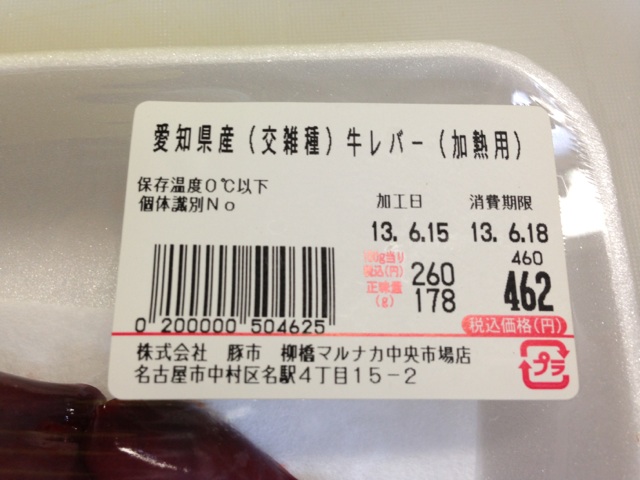 愛知県産(交雑種)牛レバー(加熱用)
保存温度0℃以下
個体識別No
加工日 消費期限
13. 6.15 13. 6.18
100g当り
税込(円) 260
正味量
(g) 178
460
462
税込価格(円)
0 200000 504625
株式会社 豚市 柳橋マルナカ中央市場店
名古屋市中村区名駅4丁目15-2
プラ